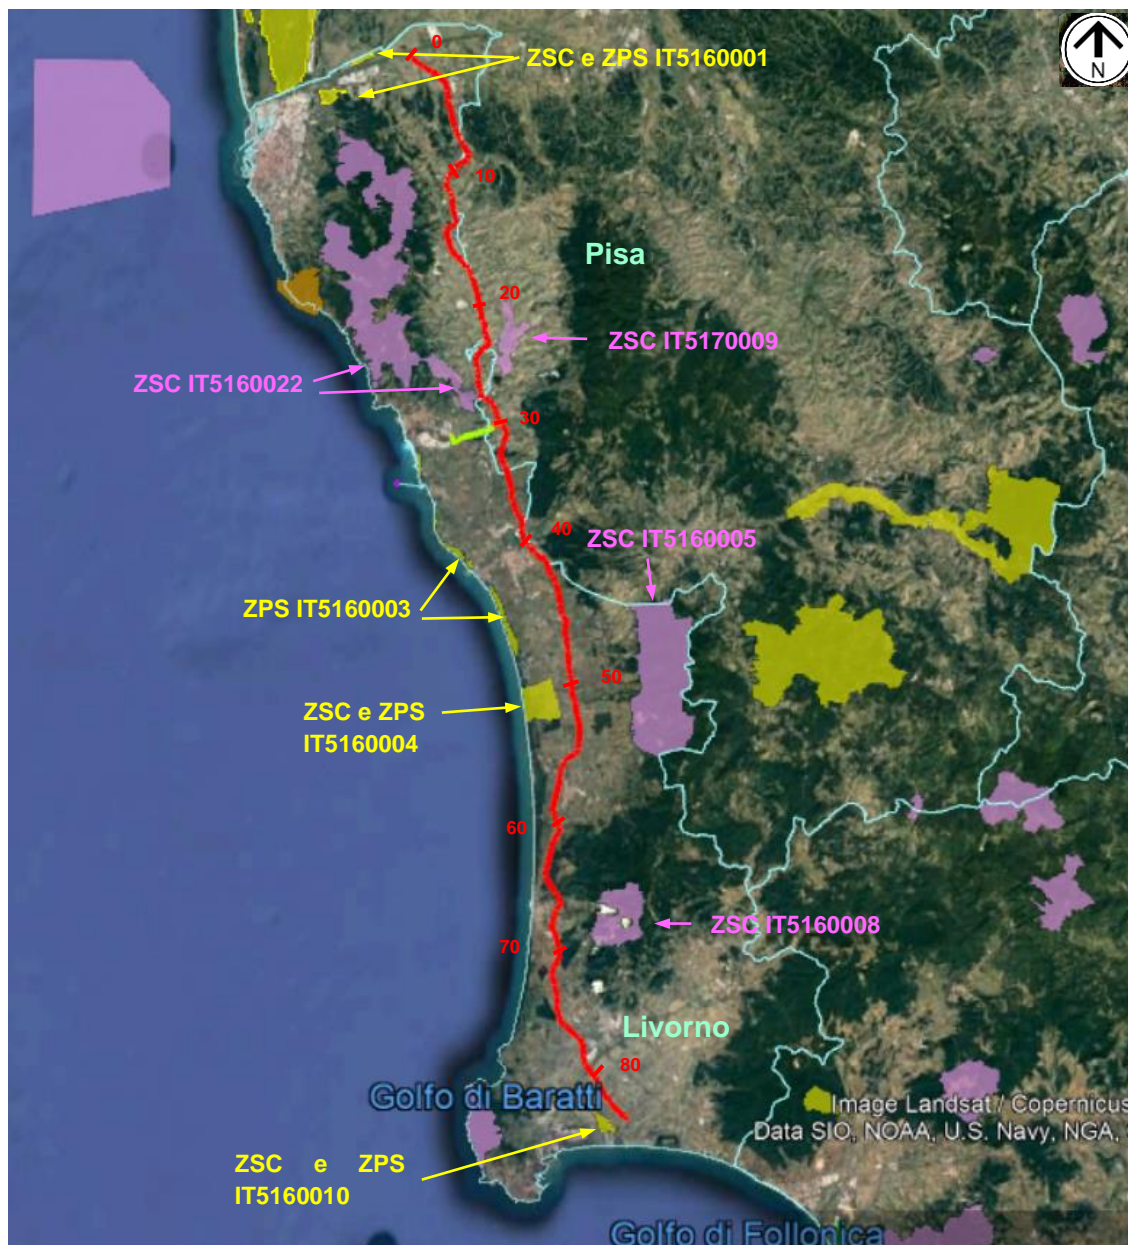 0
ZSC e ZPS IT5160001
N
10
Pisa
20
ZSC IT5170009
ZSC IT5160022
30
40
ZSC IT5160005
ZPS IT5160003
50
ZSC e ZPS
IT5160004
60
ZSC IT5160008
70
Livorno
80
Golfo di Baratti
Image Landsat / Copernicus
Data SIO, NOAA, U.S. Navy, NGA,
ZSC e ZPS
IT5160010
Golfo di Follonica